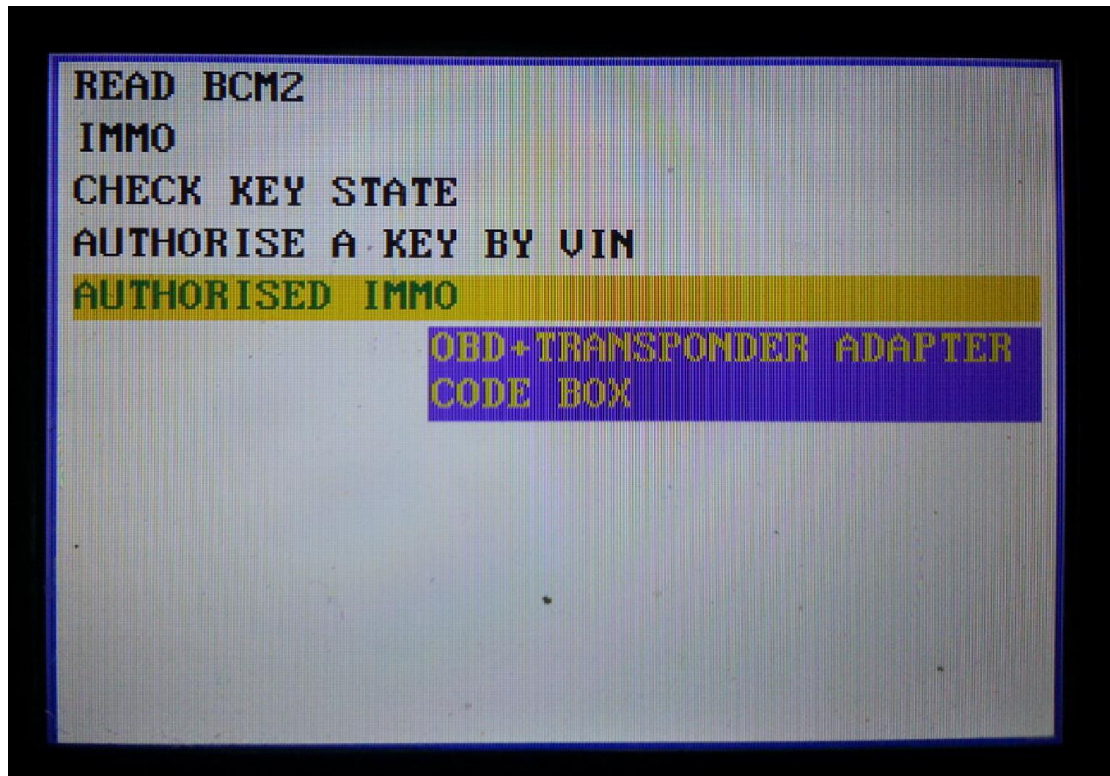 READ BCM2
IMMO
CHECK KEY STATE
AUTHORISE A KEY BY VIN
AUTHORISED IMMO
OBD+TRANSPONDER ADAPTER
CODE BOX